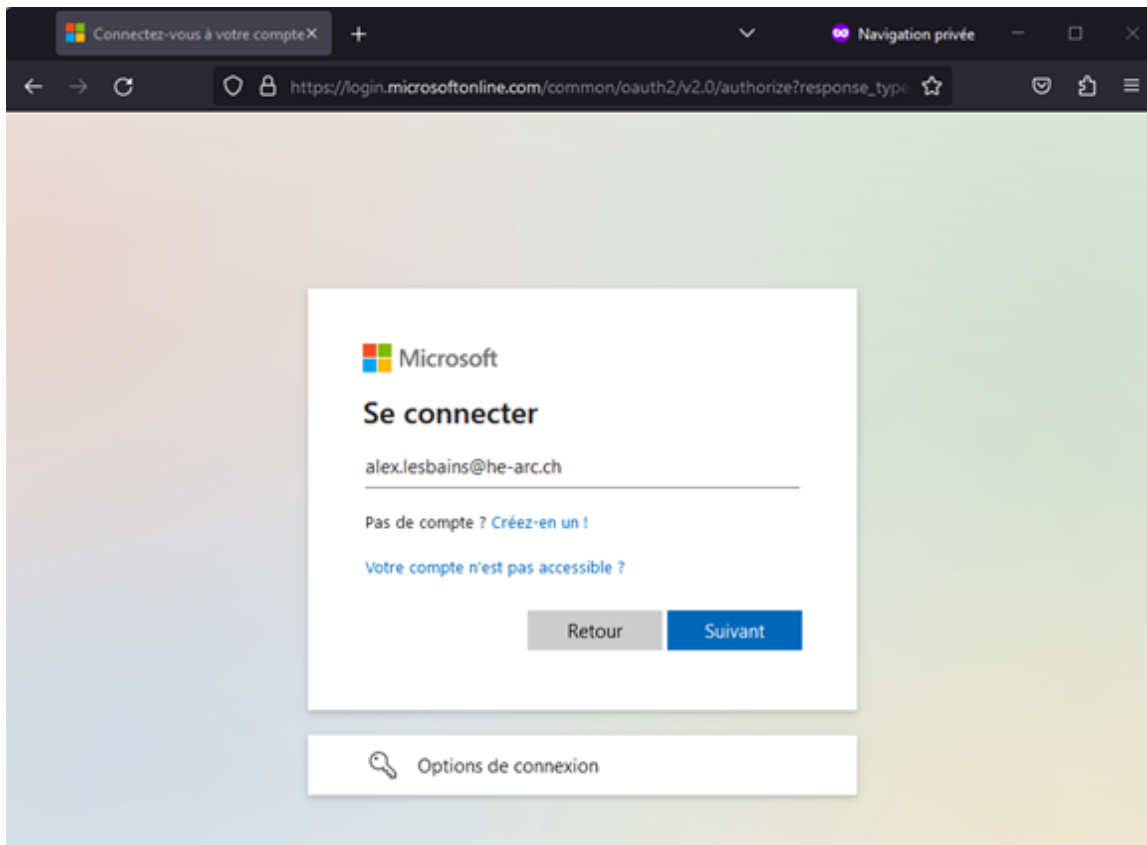 Connectez-vous à votre compte
Navigation privée
https://login.microsoftonline.com/common/oauth2/v2.0/authorize?response_type
Microsoft
Se connecter
alex.lesbains@he-arc.ch
Pas de compte ? Créez-en un !
Votre compte n'est pas accessible ?
Retour Suivant
Options de connexion